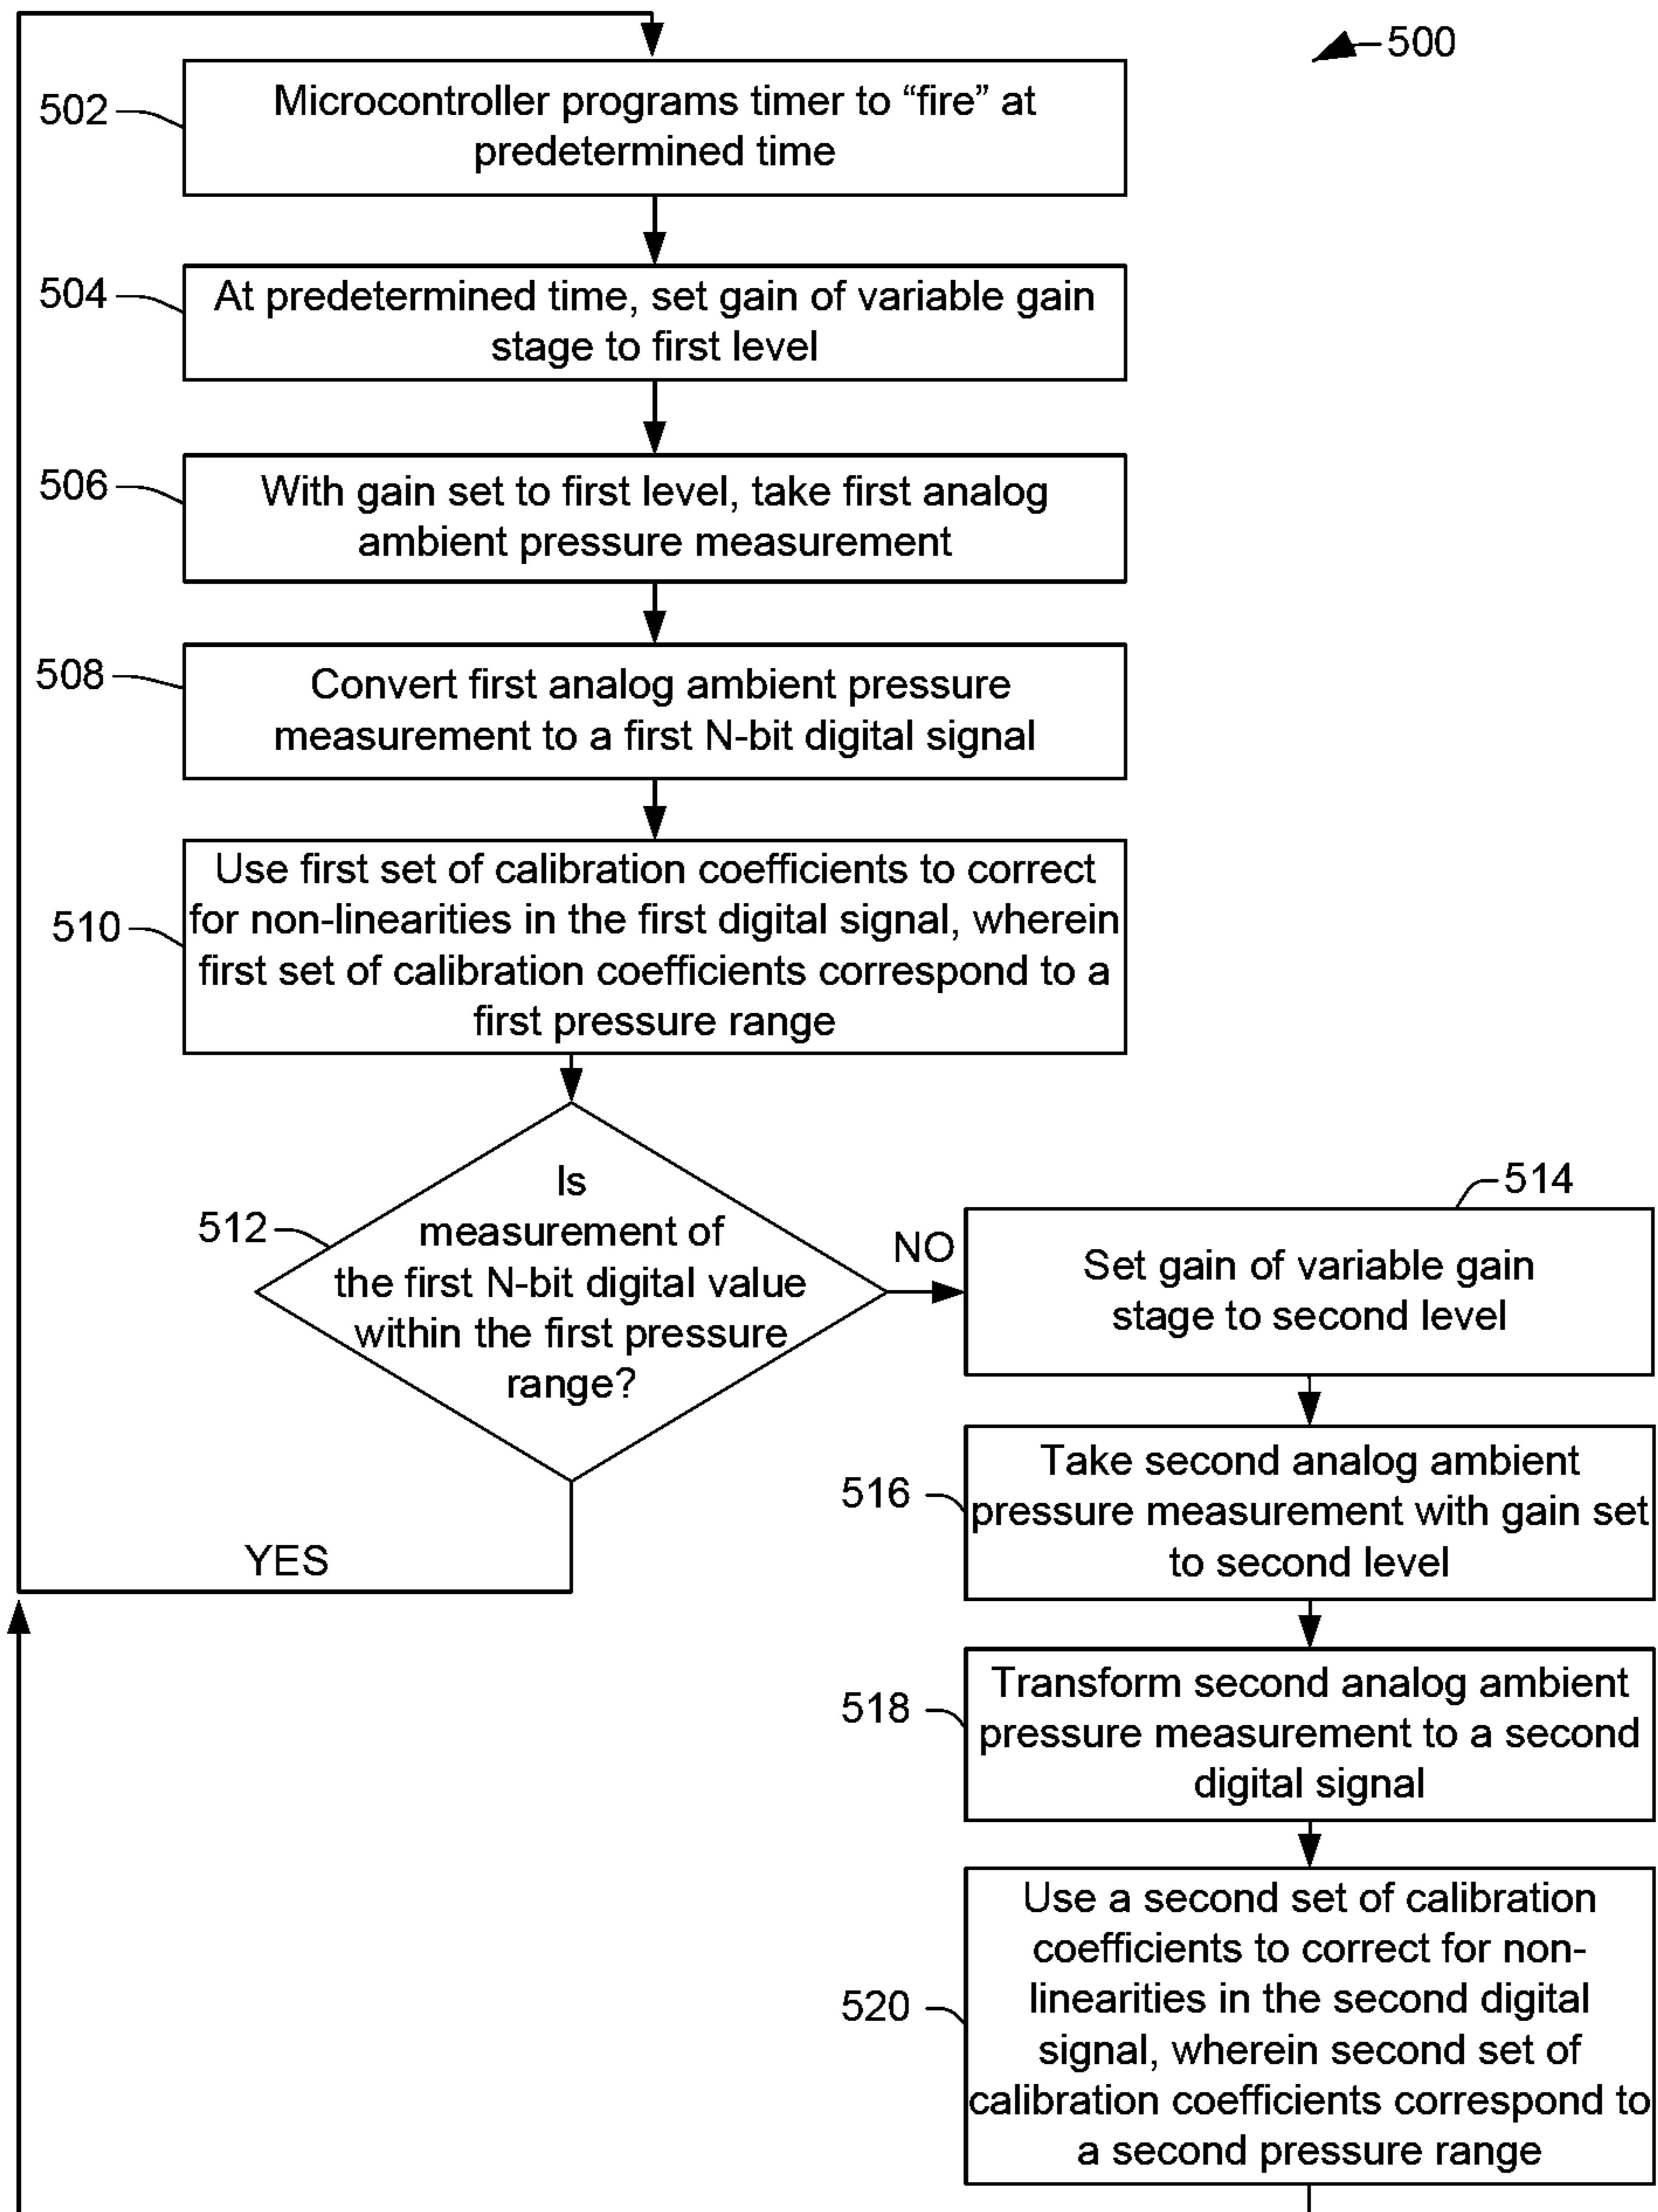 500
502
Microcontroller programs timer to “fire” at
predetermined time
504
At predetermined time, set gain of variable gain
stage to first level
506
With gain set to first level, take first analog
ambient pressure measurement
508
Convert first analog ambient pressure
measurement to a first N-bit digital signal
510
Use first set of calibration coefficients to correct
for non-linearities in the first digital signal, wherein
first set of calibration coefficients correspond to a
first pressure range
512
Is
measurement of
the first N-bit digital value
within the first pressure
range?
YES
NO
514
Set gain of variable gain
stage to second level
516
Take second analog ambient
pressure measurement with gain set
to second level
518
Transform second analog ambient
pressure measurement to a second
digital signal
520
Use a second set of calibration
coefficients to correct for non-
linearities in the second digital
signal, wherein second set of
calibration coefficients correspond to
a second pressure range